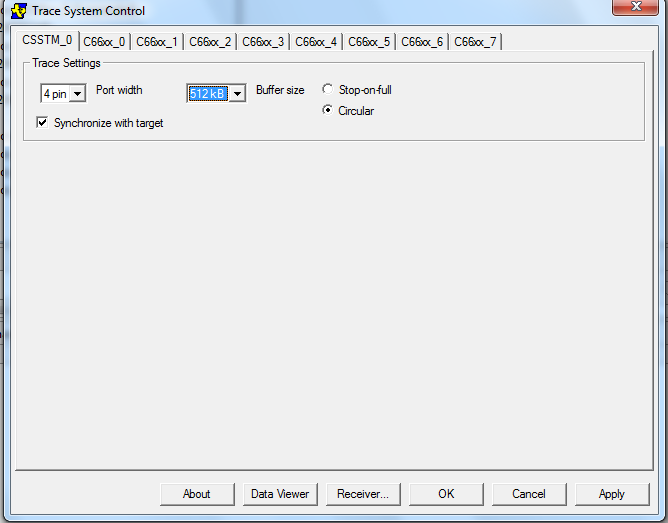 Trace System Control
CSSTM_0 C66xx_0 C66xx_1 C66xx_2 C66xx_3 C66xx_4 C66xx_5 C66xx_6 C66xx_7
Trace Settings
4 pin Port width 512 kB Buffer size Stop-on-full
Circular
Synchronize with target
About Data Viewer Receiver... OK Cancel Apply